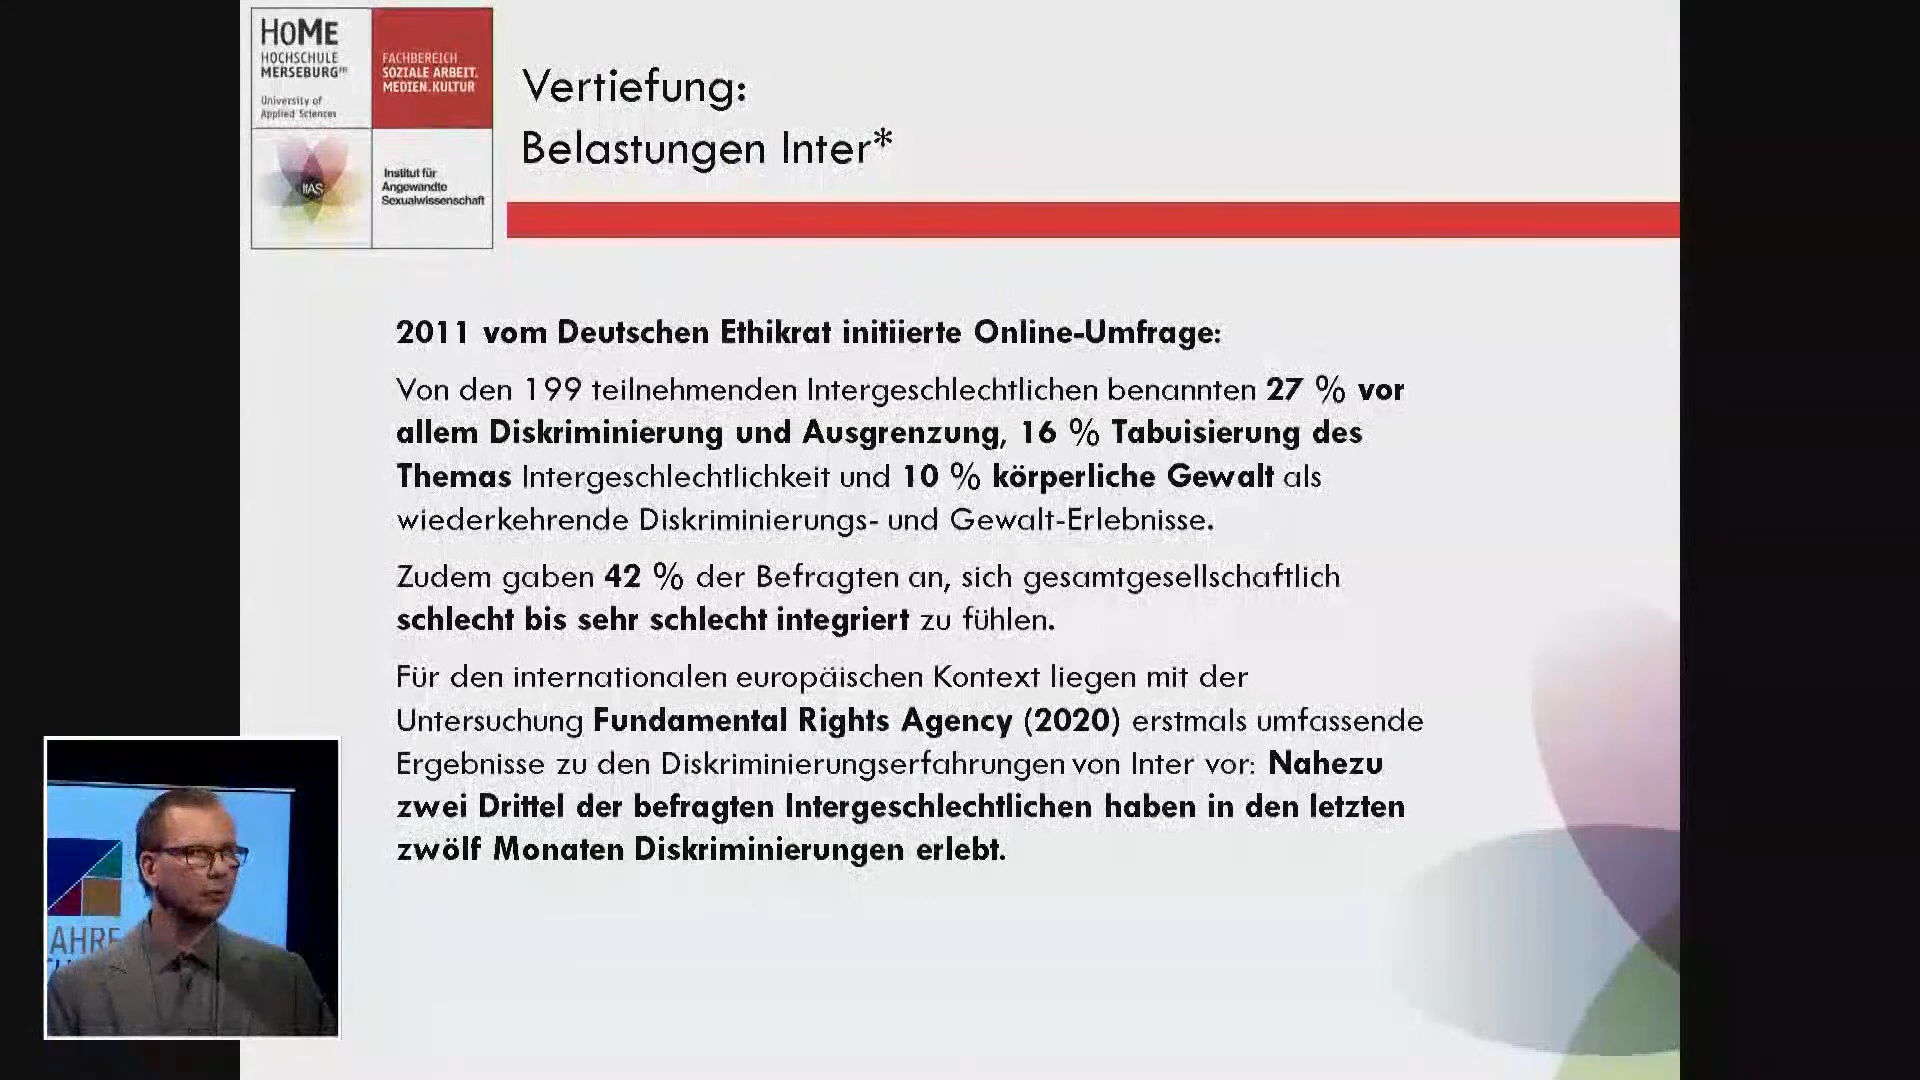 HOME
HOCHSCHULE
MERSEBURG
University of
Applied Sciences
FACHBEREICH
SOZIALE ARBEIT.
MEDIEN.KULTUR
IfAS
Institut für
Angewandte
Sexualwissenschaft
Vertiefung:
Belastungen Inter*
2011 vom Deutschen Ethikrat initiierte Online-Umfrage:
Von den 199 teilnehmenden Intergeschlechtlichen benannten 27 % vor
allem Diskriminierung und Ausgrenzung, 16 % Tabuisierung des
Themas Intergeschlechtlichkeit und 10 % körperliche Gewalt als
wiederkehrende Diskriminierungs- und Gewalt-Erlebnisse.
Zudem gaben 42 % der Befragten an, sich gesamtgesellschaftlich
schlecht bis sehr schlecht integriert zu fühlen.
Für den internationalen europäischen Kontext liegen mit der
Untersuchung Fundamental Rights Agency (2020) erstmals umfassende
Ergebnisse zu den Diskriminierungserfahrungen von Inter vor: Nahezu
zwei Drittel der befragten Intergeschlechtlichen haben in den letzten
zwölf Monaten Diskriminierungen erlebt.
AHRE